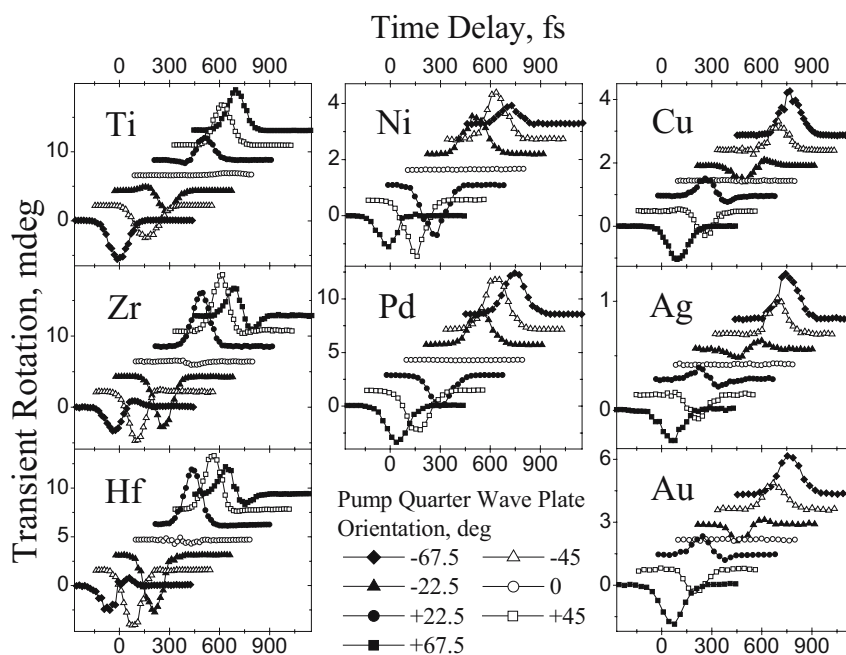 Time Delay, fs
0 300 600 900 0 300 600 900 0 300 600 900
Transient Rotation, mdeg
Ti
10
0
Ni
4
2
0
Cu
4
2
0
Zr
10
0
Pd
10
5
0
Ag
1
0
Hf
10
5
0
Au
6
3
0
Pump Quarter Wave Plate
Orientation, deg
-67.5 -45
-22.5 0
+22.5 +45
+67.5
0 300 600 900 0 300 600 900 0 300 600 900